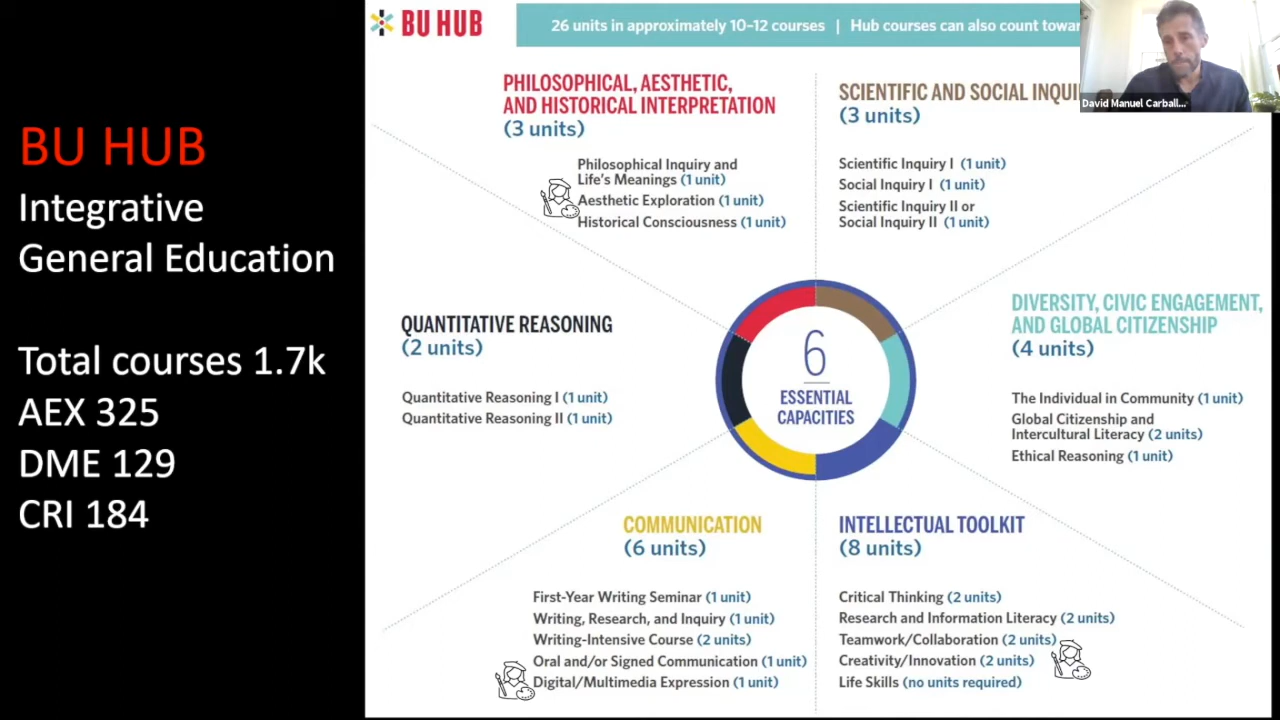 BU HUB
Integrative
General Education
Total courses 1.7k
AEX 325
DME 129
CRI 184
BU HUB
26 units in approximately 10–12 courses | Hub courses can also count
David Manuel Carball...
PHILOSOPHICAL, AESTHETIC,
AND HISTORICAL INTERPRETATION
(3 units)
Philosophical Inquiry and
Life's Meanings (1 unit)
Aesthetic Exploration (1 unit)
Historical Consciousness (1 unit)
SCIENTIFIC AND SOCIAL
(3 units)
Scientific Inquiry I (1 unit)
Social Inquiry I (1 unit)
Scientific Inquiry II or
Social Inquiry II (1 unit)
QUANTITATIVE REASONING
(2 units)
Quantitative Reasoning I (1 unit)
Quantitative Reasoning II (1 unit)
6
ESSENTIAL
CAPACITIES
DIVERSITY, CIVIC ENGAGEMENT,
AND GLOBAL CITIZENSHIP
(4 units)
The Individual in Community (1 unit)
Global Citizenship and
Intercultural Literacy (2 units)
Ethical Reasoning (1 unit)
COMMUNICATION
(6 units)
First-Year Writing Seminar (1 unit)
Writing, Research, and Inquiry (1 unit)
Writing-Intensive Course (2 units)
Oral and/or Signed Communication (1 unit)
Digital/Multimedia Expression (1 unit)
INTELLECTUAL TOOLKIT
(8 units)
Critical Thinking (2 units)
Research and Information Literacy (2 units)
Teamwork/Collaboration (2 units)
Creativity/Innovation (2 units)
Life Skills (no units required)